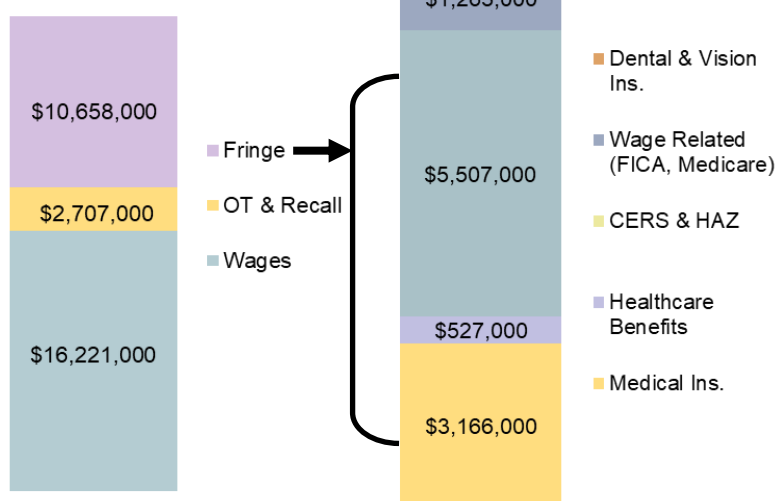 $10,658,000
$2,707,000
$16,221,000
Fringe
OT & Recall
Wages
$5,507,000
$527,000
$3,166,000
Dental & Vision
Ins.
Wage Related
(FICA, Medicare)
CERS & HAZ
Healthcare
Benefits
Medical Ins.